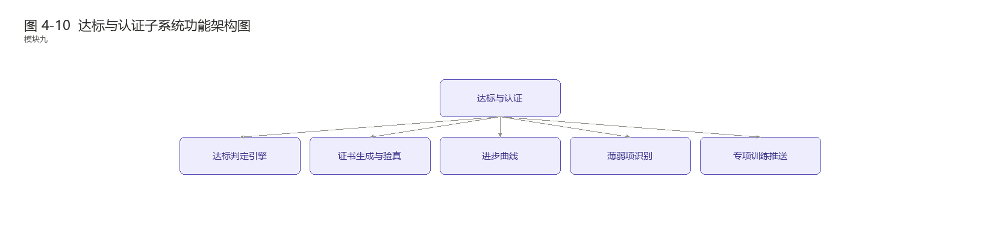 图 4-10 达标与认证子系统功能架构图
模块九
达标与认证
达标判定引擎
证书生成与验真
进步曲线
薄弱项识别
专项训练推送